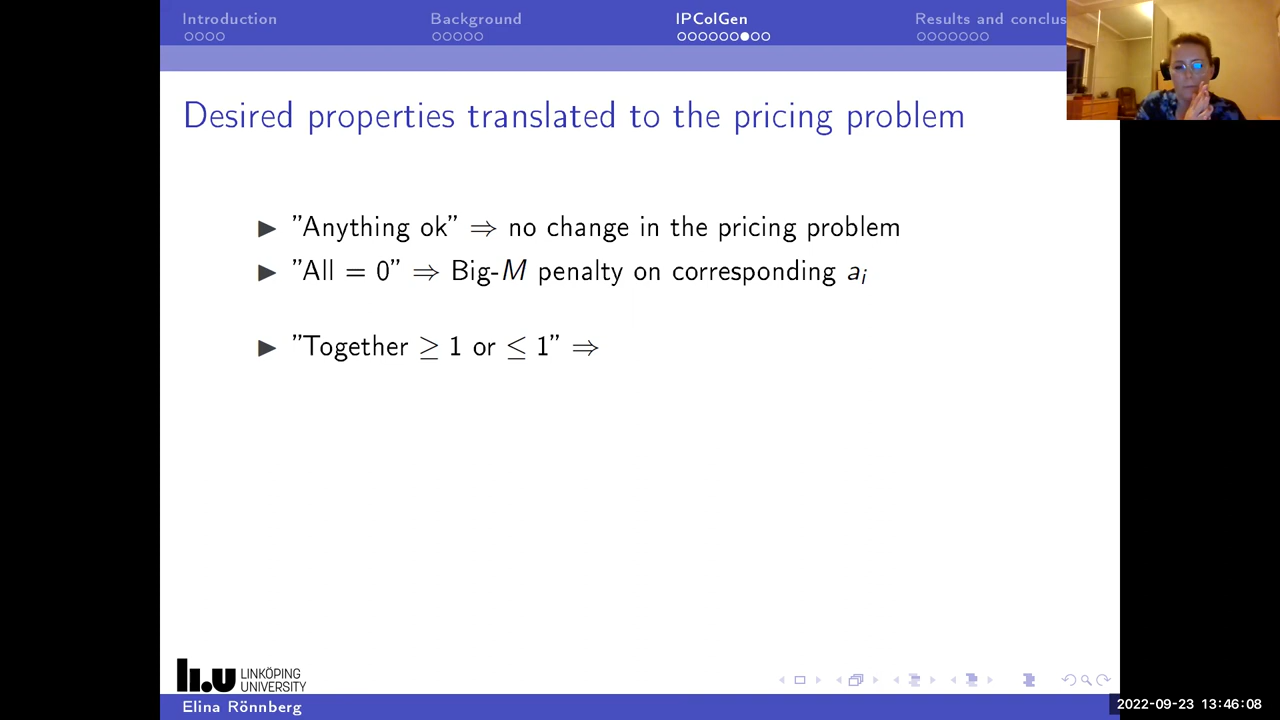 Introduction
Background
IPColGen
Results and conclus
Desired properties translated to the pricing problem
▶ "Anything ok" ⇒ no change in the pricing problem
▶ "All = 0" ⇒ Big-M penalty on corresponding aᵢ
▶ "Together ≥ 1 or ≤ 1" ⇒
li.u LINKÖPING
UNIVERSITY
Elina Rönnberg
2022-09-23 13:46:08